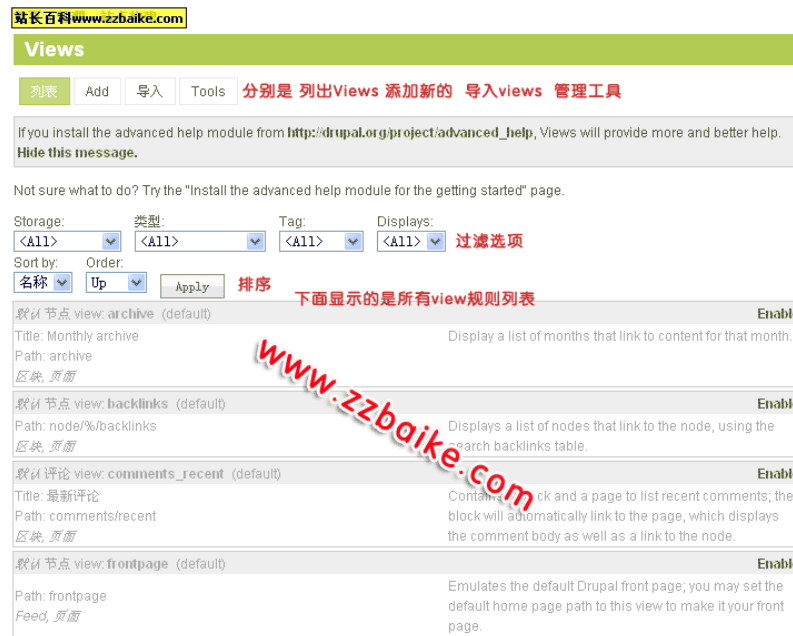 站长百科www.zzbaike.com
Views
列表 Add 导入 Tools 分别是 列出Views 添加新的 导入views 管理工具
If you install the advanced help module from http://drupal.org/project/advanced_help, Views will provide more and better help.
Hide this message.
Not sure what to do? Try the "Install the advanced help module for the getting started" page.
Storage: 类型: Tag: Displays:
<All> <All> <All> <All> 过滤选项
Sort by: Order:
名称 Up Apply 排序
下面显示的是所有view规则列表
默认 节点 view: archive (default) Enabl
Title: Monthly archive Display a list of months that link to content for that month.
Path: archive
区块, 页面
www.zzbaike.com
默认 节点 view: backlinks (default) Enabl
Path: node/%/backlinks Displays a list of nodes that link to the node, using the
区块, 页面 search backlinks table.
默认 评论 view: comments_recent (default) Enabl
Title: 最新评论 ck and a page to list recent comments; the
Path: comments/recent block will automatically link to the page, which displays
区块, 页面 the comment body as well as a link to the node.
默认 节点 view: frontpage (default) Enabl
Path: frontpage Emulates the default Drupal front page; you may set the
Feed, 页面 default home page path to this view to make it your front
page.